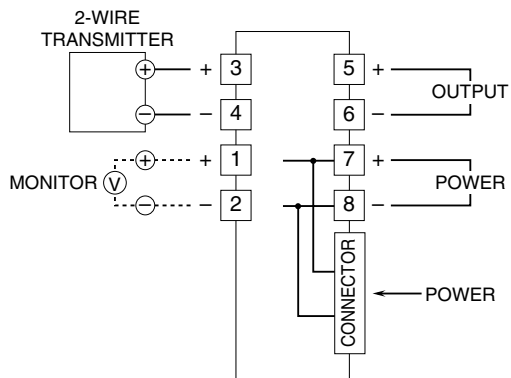 2-WIRE
TRANSMITTER
+ + 3 5 +
OUTPUT
− − 4 6 −
+ + 1 7 +
MONITOR V POWER
− − 2 8 −
CONNECTOR
POWER